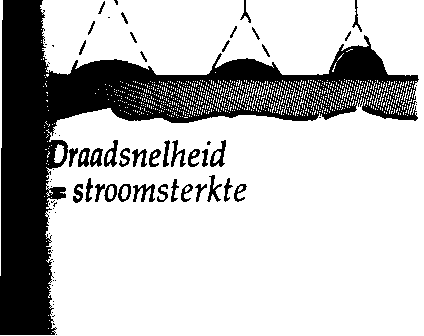 Draadsnelheid
= stroomsterkte